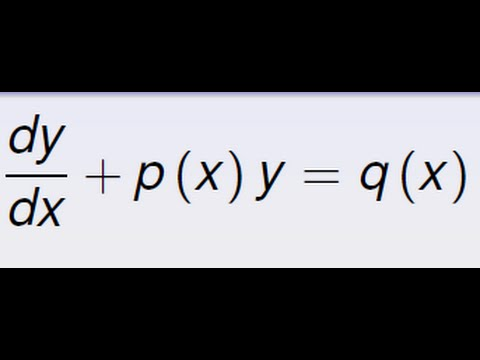 dy/dx + p (x) y = q (x)